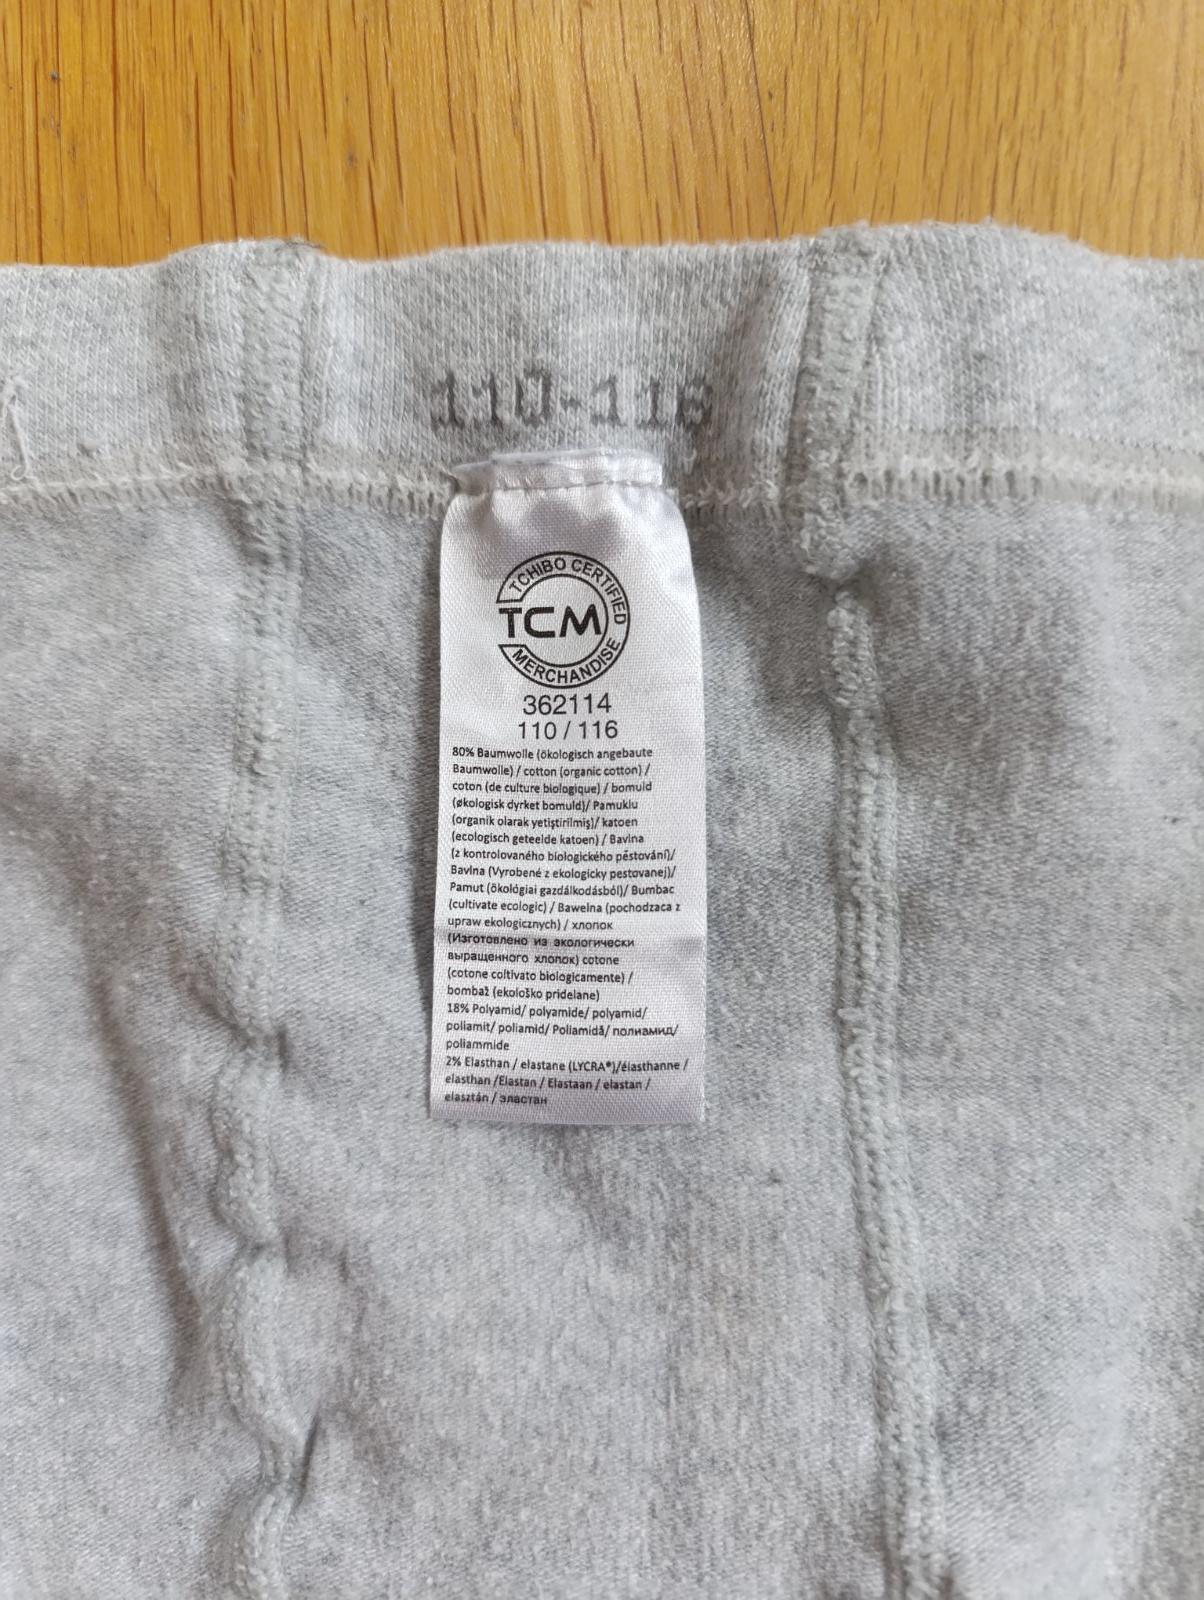 110-116
TCHIBO CERTIFIED
TCM
MERCHANDISE
362114
110 / 116
80% Baumwolle (ökologisch angebaute
Baumwolle) / cotton (organic cotton) /
coton (de culture biologique) / bomuld
(økologisk dyrket bomuld)/ Pamuklu
(organik olarak yetiştirilmiş)/ katoen
(ecologisch geteelde katoen) / Bavlna
(z kontrolovaného biologického pěstování)/
Bavlna (Vyrobené z ekologicky pestovanej)/
Pamut (ökológiai gazdálkodásból)/ Bumbac
(cultivate ecologic) / Bawełna (pochodzaca z
upraw ekologicznych) / хлопок
(Изготовлено из экологически
выращенного хлопок) cotone
(cotone coltivato biologicamente) /
bombaž (ekološko pridelane)
18% Polyamid/ polyamide/ polyamid/
poliamit/ poliamid/ Poliamidă/ полиамид/
poliammide
2% Elasthan / elastane (LYCRA®)/élasthanne /
elasthan /Elastan / Elastaan / elastan /
elasztán / эластан